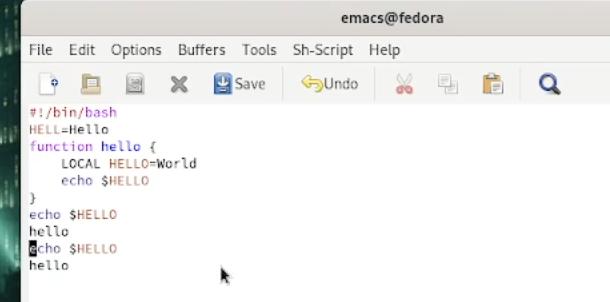 emacs@fedora
File Edit Options Buffers Tools Sh-Script Help
Save Undo
#!/bin/bash
HELL=Hello
function hello {
    LOCAL HELLO=World
    echo $HELLO
}
echo $HELLO
hello
echo $HELLO
hello